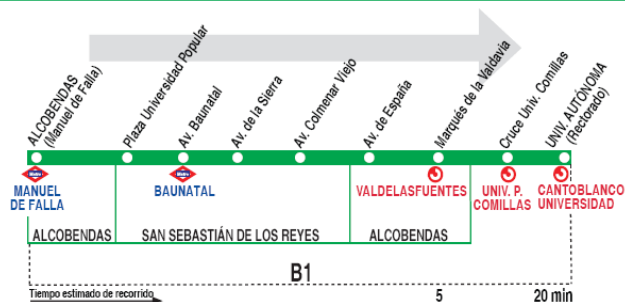 ALCOBENDAS
(Manuel de Falla)
Plaza Universidad Popular
Av. Baunatal
Av. de la Sierra
Av. Colmenar Viejo
Av. de España
Marqués de la Valdavia
Cruce Univ. Comillas
UNIV. AUTÓNOMA
(Rectorado)
Metro
MANUEL
DE FALLA
Metro
BAUNATAL
VALDELASFUENTES
UNIV. P.
COMILLAS
CANTOBLANCO
UNIVERSIDAD
ALCOBENDAS
SAN SEBASTIÁN DE LOS REYES
ALCOBENDAS
B1
Tiempo estimado de recorrido
5
20 min